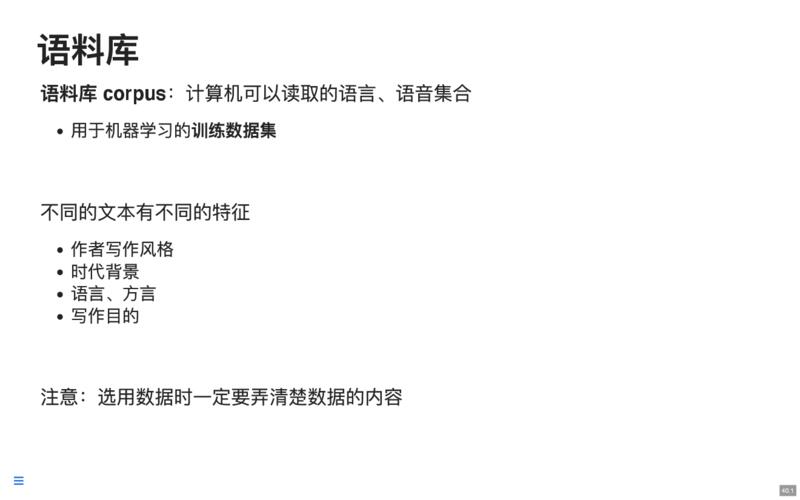 语料库
语料库 corpus：计算机可以读取的语言、语音集合
• 用于机器学习的训练数据集
不同的文本有不同的特征
• 作者写作风格
• 时代背景
• 语言、方言
• 写作目的
注意：选用数据时一定要弄清楚数据的内容
40.1